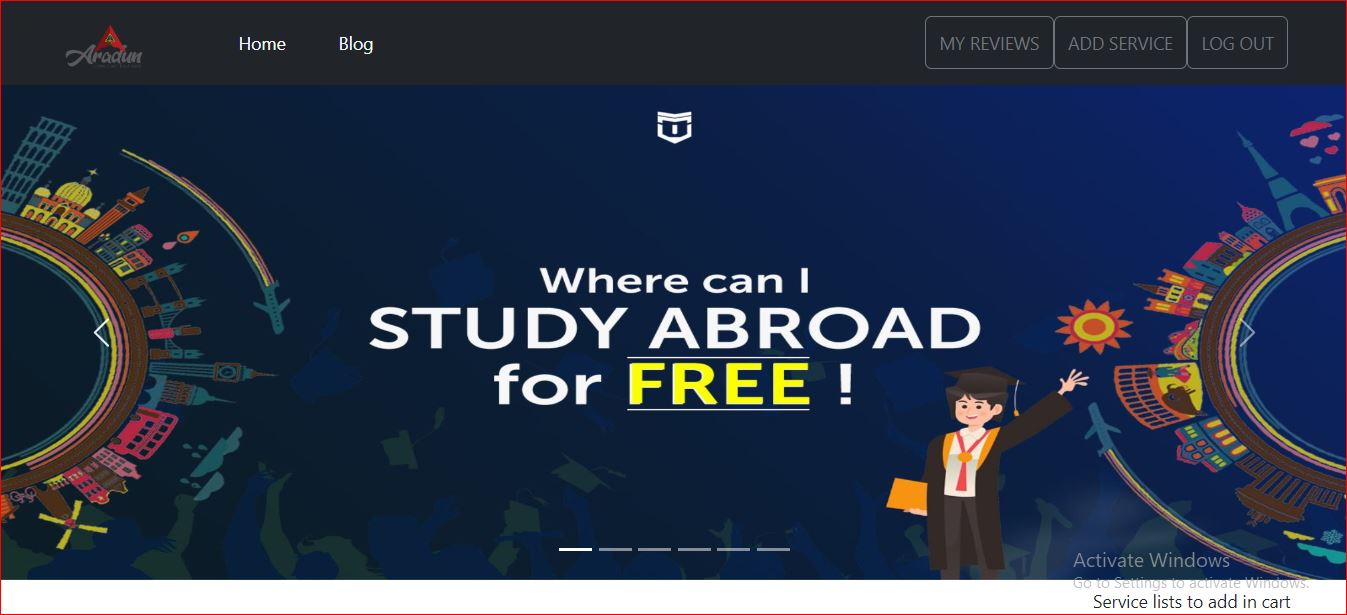 Aradun
Home
Blog
MY REVIEWS
ADD SERVICE
LOG OUT
Where can I
STUDY ABROAD
for FREE !
Activate Windows
Go to Settings to activate Windows.
Service lists to add in cart